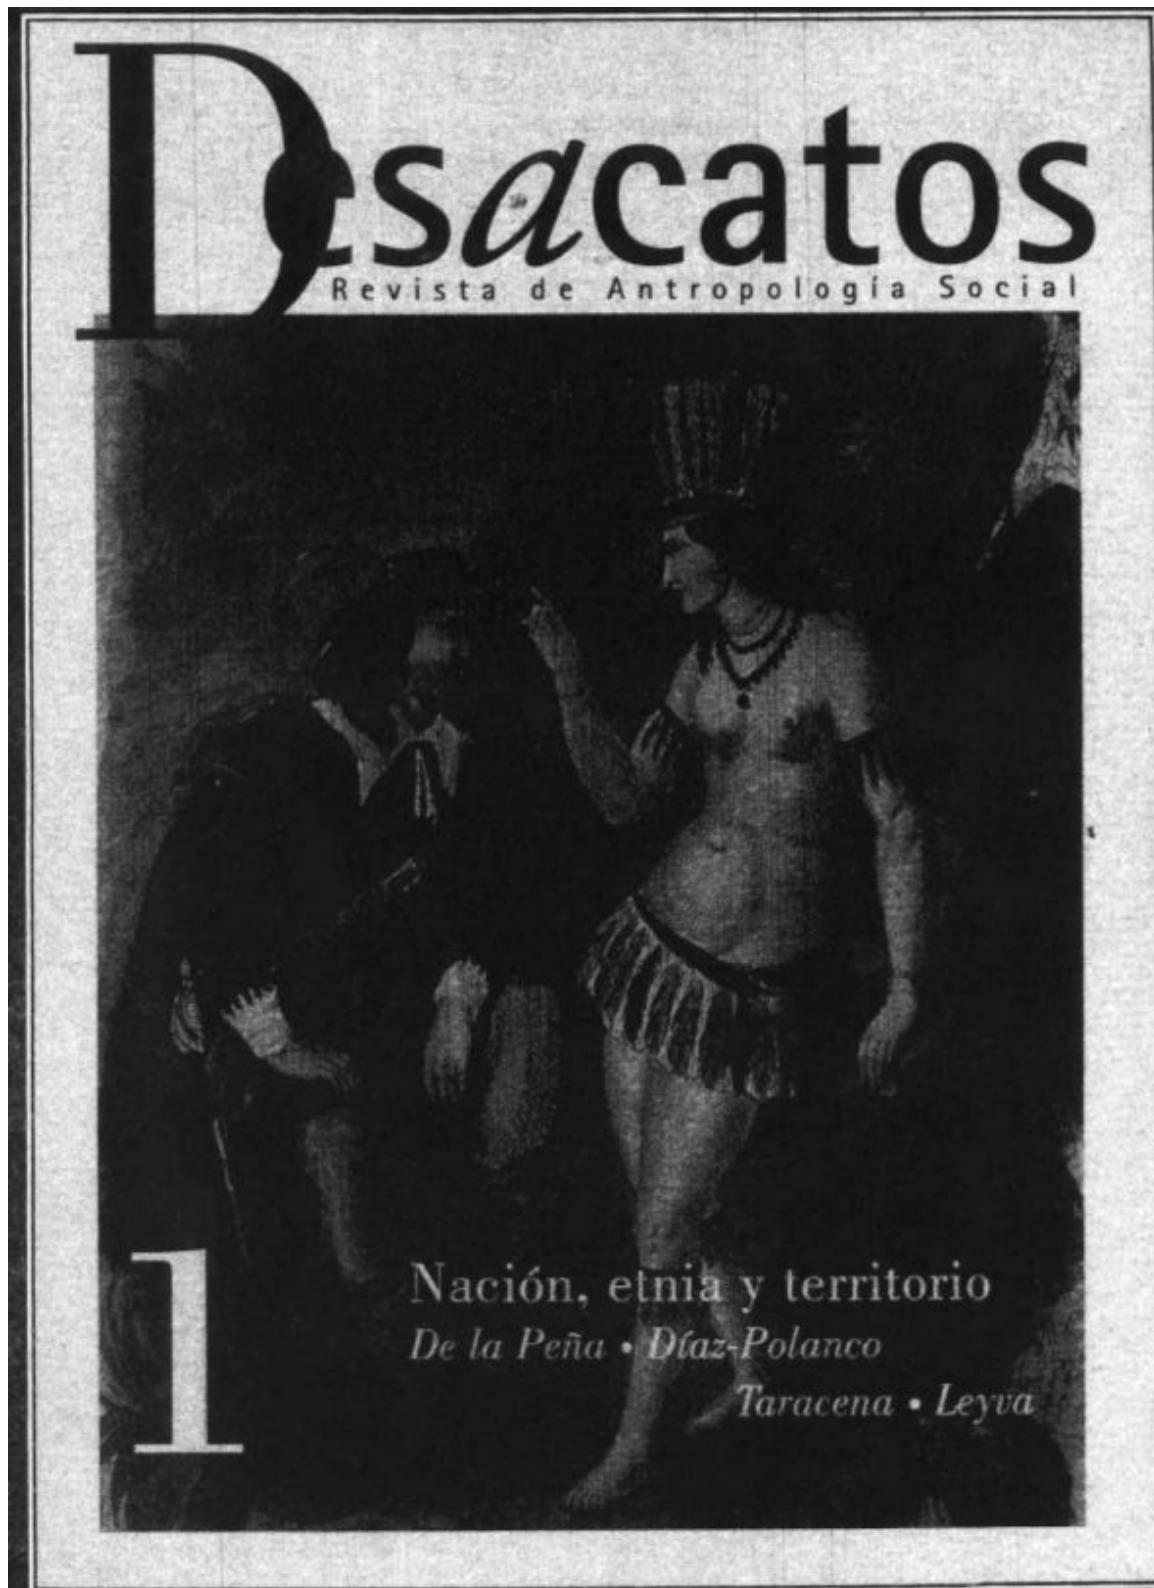 Desacatos
Revista de Antropología Social
1
Nación, etnia y territorio
De la Peña • Díaz-Polanco
Taracena • Leyva